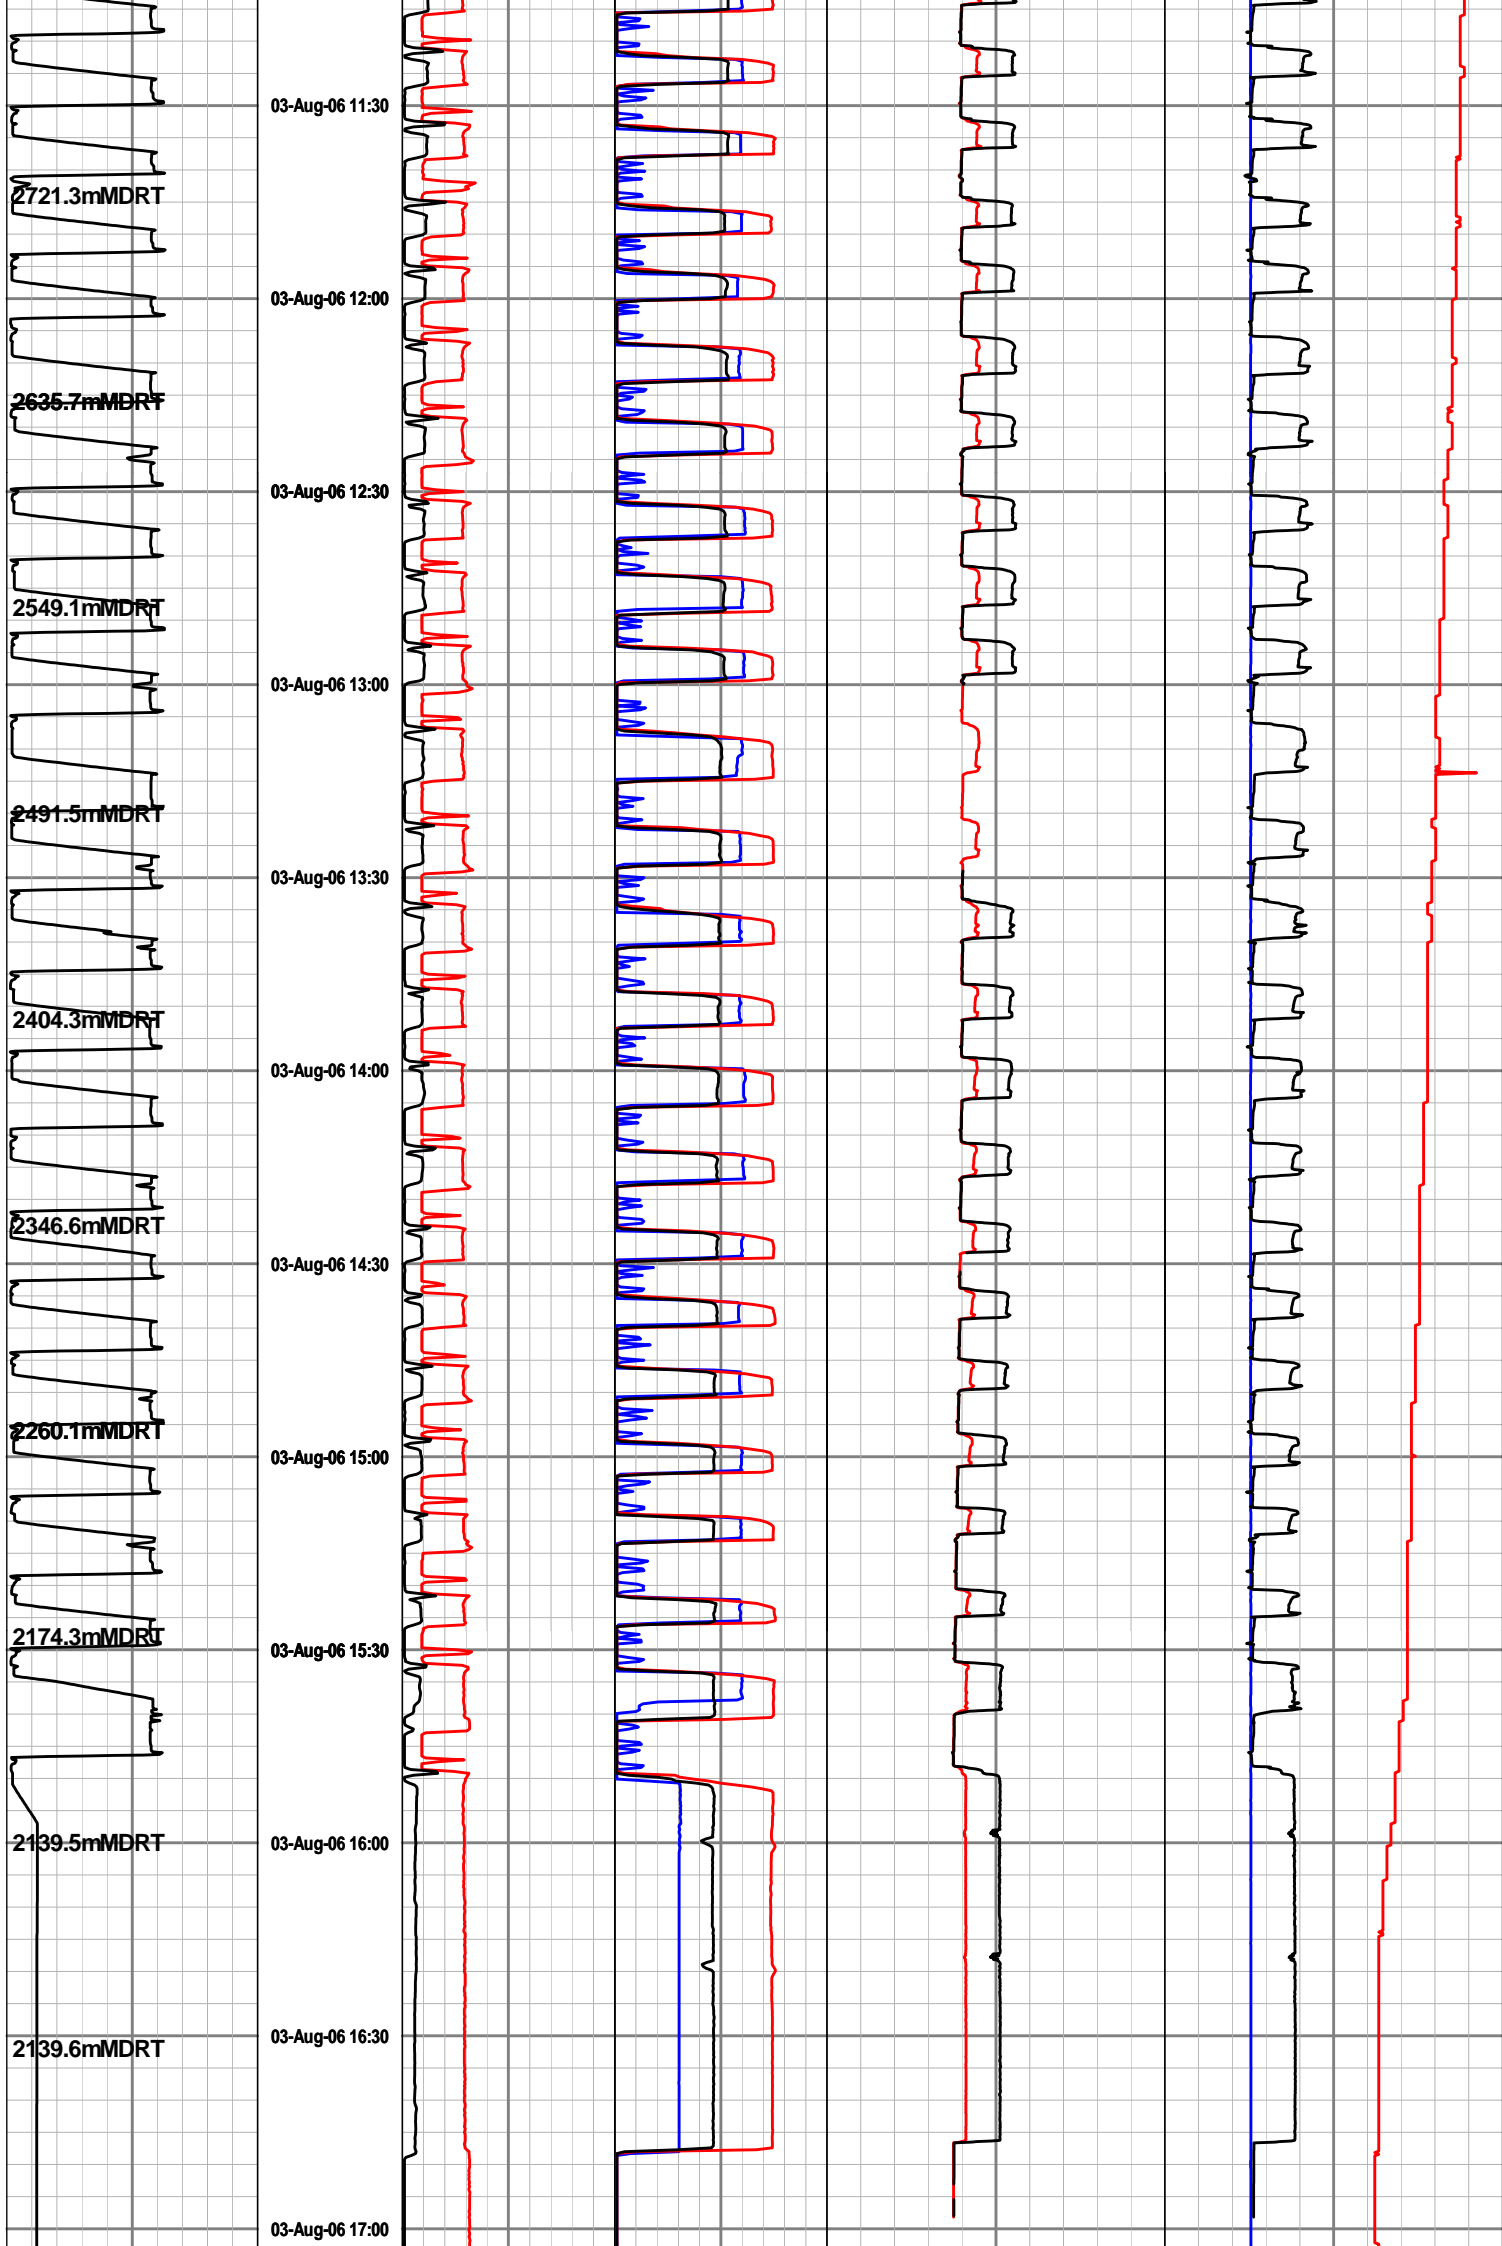 03-Aug-06 11:30
2721.3mMDRT
03-Aug-06 12:00
2635.7mMDRT
03-Aug-06 12:30
2549.1mMDRT
03-Aug-06 13:00
2491.5mMDRT
03-Aug-06 13:30
2404.3mMDRT
03-Aug-06 14:00
2346.6mMDRT
03-Aug-06 14:30
2260.1mMDRT
03-Aug-06 15:00
2174.3mMDRT
03-Aug-06 15:30
2139.5mMDRT
03-Aug-06 16:00
03-Aug-06 16:30
2139.6mMDRT
03-Aug-06 17:00